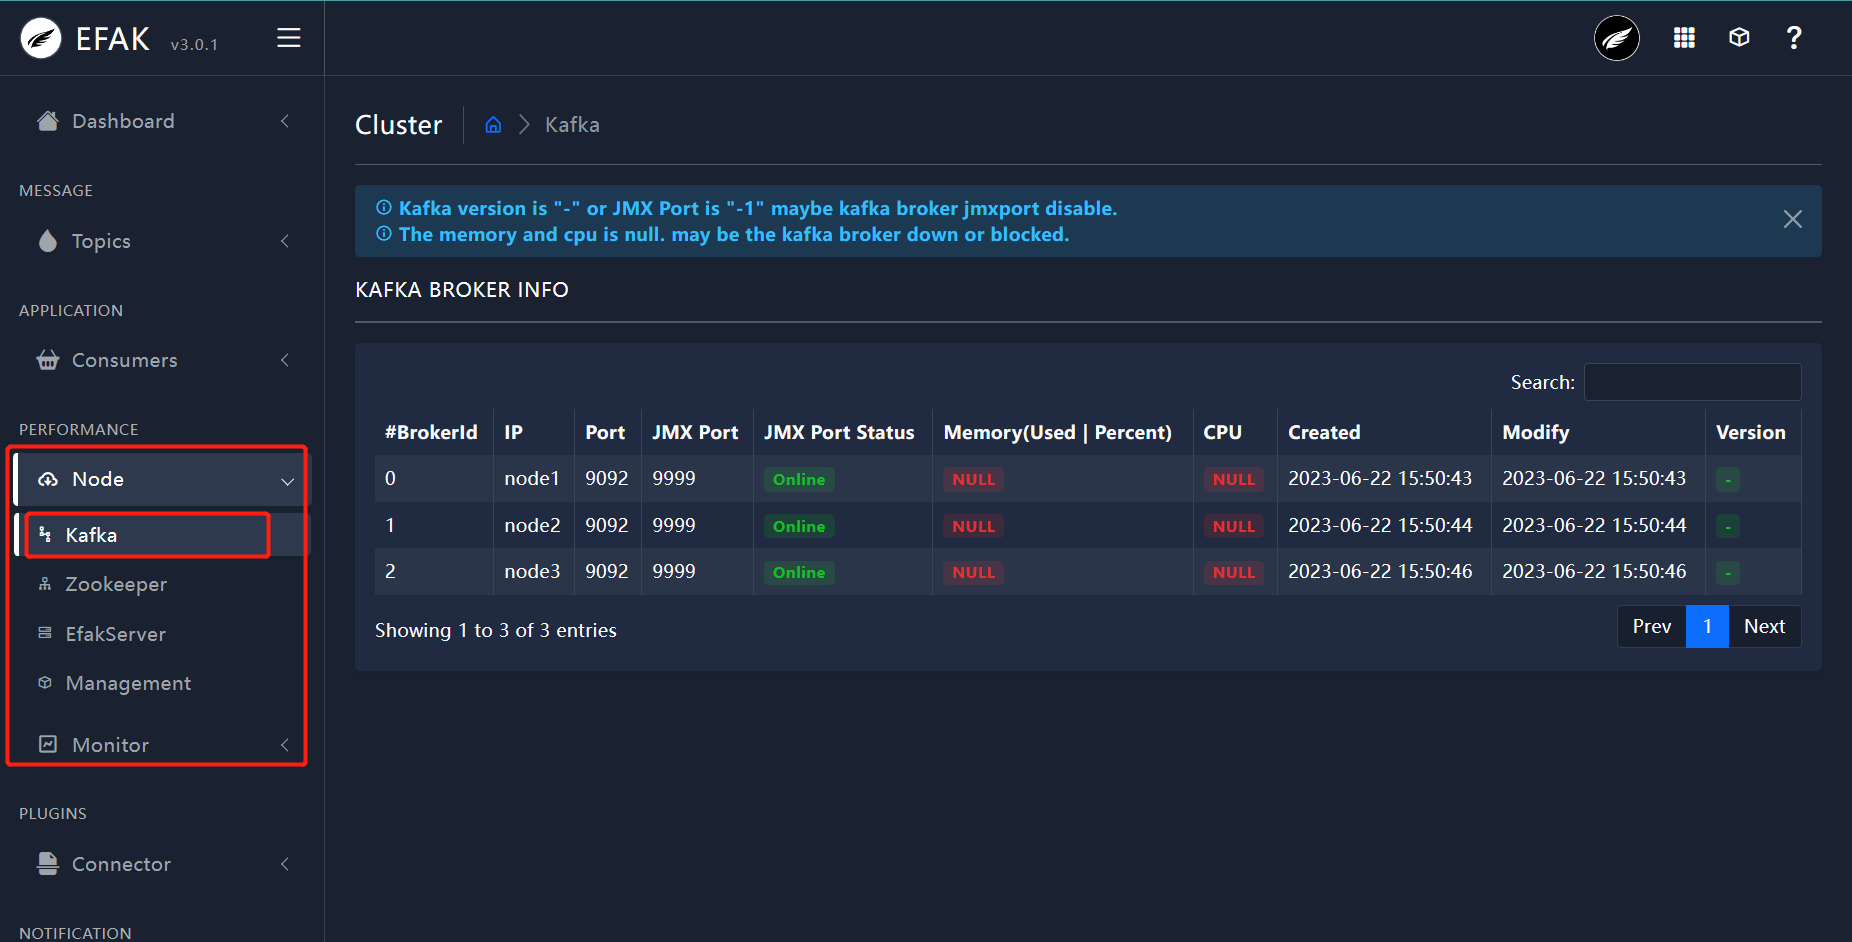 EFAK v3.0.1
Dashboard
MESSAGE
Topics
APPLICATION
Consumers
PERFORMANCE
Node
Kafka
Zookeeper
EfakServer
Management
Monitor
PLUGINS
Connector
NOTIFICATION
Cluster Kafka
Kafka version is "-" or JMX Port is "-1" maybe kafka broker jmxport disable.
The memory and cpu is null. may be the kafka broker down or blocked.
KAFKA BROKER INFO
Search:
#BrokerId IP Port JMX Port JMX Port Status Memory(Used | Percent) CPU Created Modify Version
0 node1 9092 9999 Online NULL NULL 2023-06-22 15:50:43 2023-06-22 15:50:43 -
1 node2 9092 9999 Online NULL NULL 2023-06-22 15:50:44 2023-06-22 15:50:44 -
2 node3 9092 9999 Online NULL NULL 2023-06-22 15:50:46 2023-06-22 15:50:46 -
Showing 1 to 3 of 3 entries
Prev 1 Next